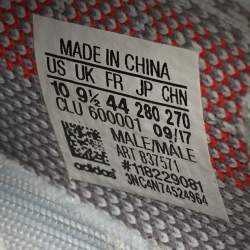 MADE IN CHINA
US UK FR JP CHN
10 9½ 44 280 270
CLU 600001 09/17
MALE/MALE
ART B37571
#118229081
3NC4N74524964
adidas